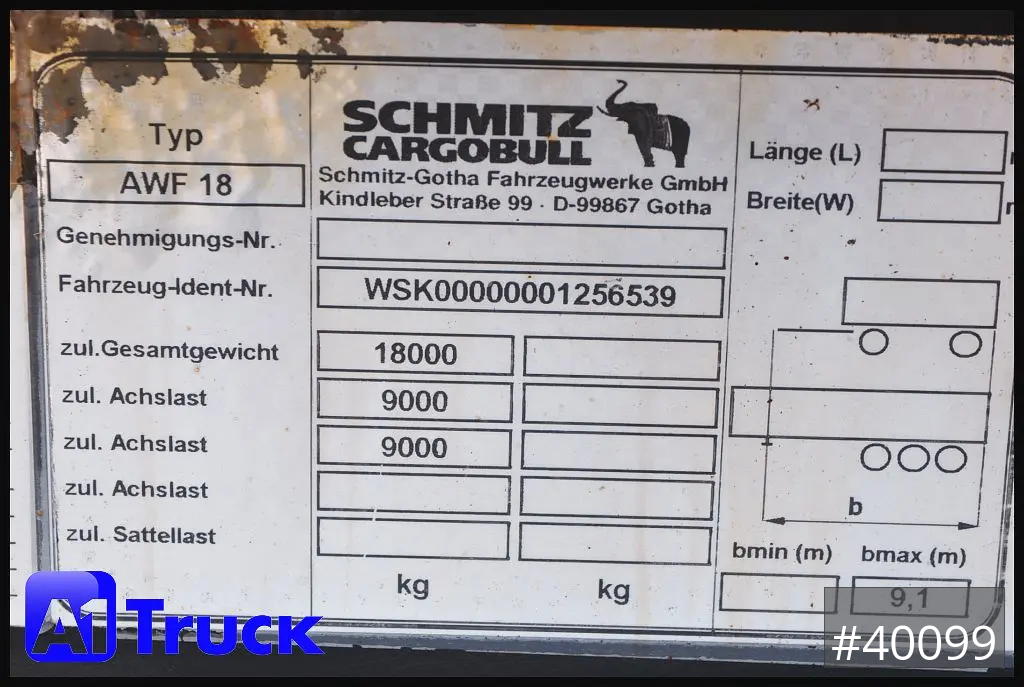 Typ
AWF 18
SCHMITZ
CARGOBULL
Schmitz-Gotha Fahrzeugwerke GmbH
Kindleber Straße 99 · D-99867 Gotha
Länge (L)
Breite(W)
Genehmigungs-Nr.
Fahrzeug-Ident-Nr. WSK00000001256539
zul.Gesamtgewicht 18000
zul. Achslast 9000
zul. Achslast 9000
zul. Achslast
zul. Sattellast
kg kg
b
bmin (m) bmax (m)
9,1
A1 Truck
#40099